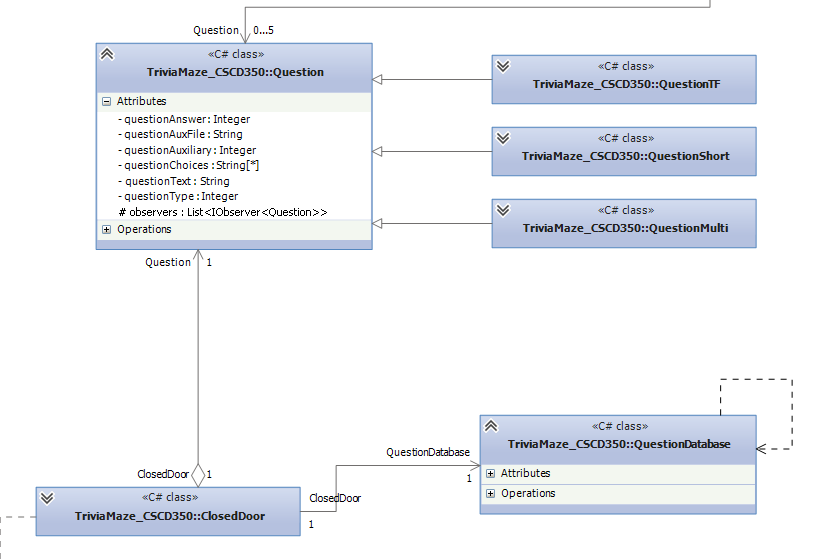 Question 0...5
«C# class»
TriviaMaze_CSCD350::Question
Attributes
- questionAnswer : Integer
- questionAuxFile : String
- questionAuxiliary : Integer
- questionChoices : String[*]
- questionText : String
- questionType : Integer
# observers : List<IObserver<Question>>
Operations
«C# class»
TriviaMaze_CSCD350::QuestionTF
«C# class»
TriviaMaze_CSCD350::QuestionShort
«C# class»
TriviaMaze_CSCD350::QuestionMulti
Question 1
ClosedDoor 1
«C# class»
TriviaMaze_CSCD350::ClosedDoor
ClosedDoor
1
QuestionDatabase
1
«C# class»
TriviaMaze_CSCD350::QuestionDatabase
Attributes
Operations